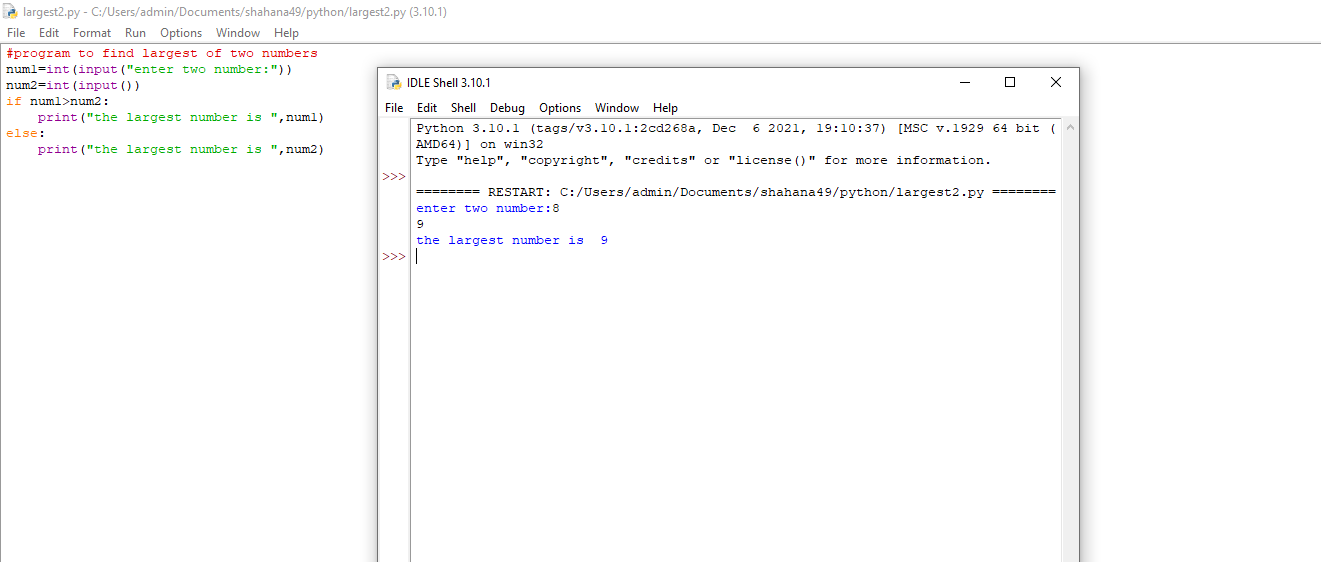 largest2.py - C:/Users/admin/Documents/shahana49/python/largest2.py (3.10.1)
File Edit Format Run Options Window Help
#program to find largest of two numbers
num1=int(input("enter two number:"))
num2=int(input())
if num1>num2:
    print("the largest number is ",num1)
else:
    print("the largest number is ",num2)
IDLE Shell 3.10.1
File Edit Shell Debug Options Window Help
Python 3.10.1 (tags/v3.10.1:2cd268a, Dec  6 2021, 19:10:37) [MSC v.1929 64 bit (
AMD64)] on win32
Type "help", "copyright", "credits" or "license()" for more information.
>>>
======== RESTART: C:/Users/admin/Documents/shahana49/python/largest2.py ========
enter two number:8
9
the largest number is  9
>>>